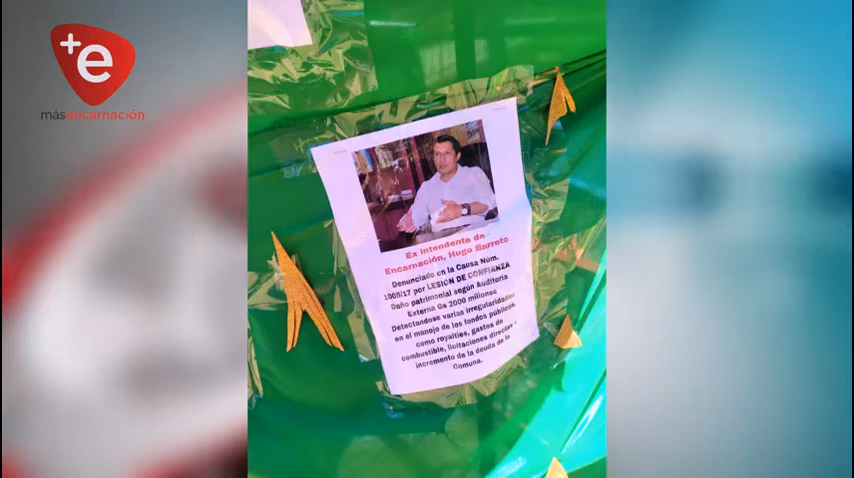 +e
másencarnación
Ex intendente de
Encarnación, Hugo Barreto
Denunciado en la Causa Núm.
1005/17 por LESIÓN DE CONFIANZA
Daño patrimonial según Auditoría
Externa Gs 2000 millones
Detectandose varias irregularidades
en el manejo de los fondos públicos,
como royalties, gastos de
combustible, licitaciones directas e
incremento de la deuda de la
Comuna.